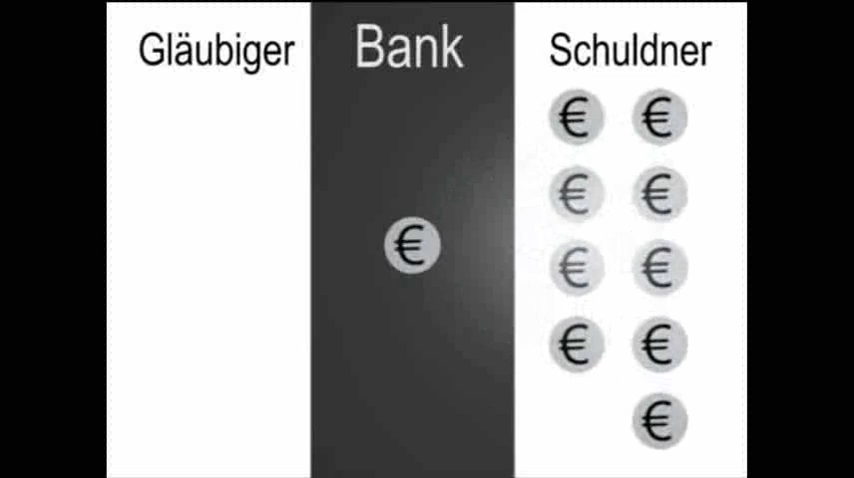 Gläubiger Bank Schuldner
€ €
€ €
€ € €
€ €
€